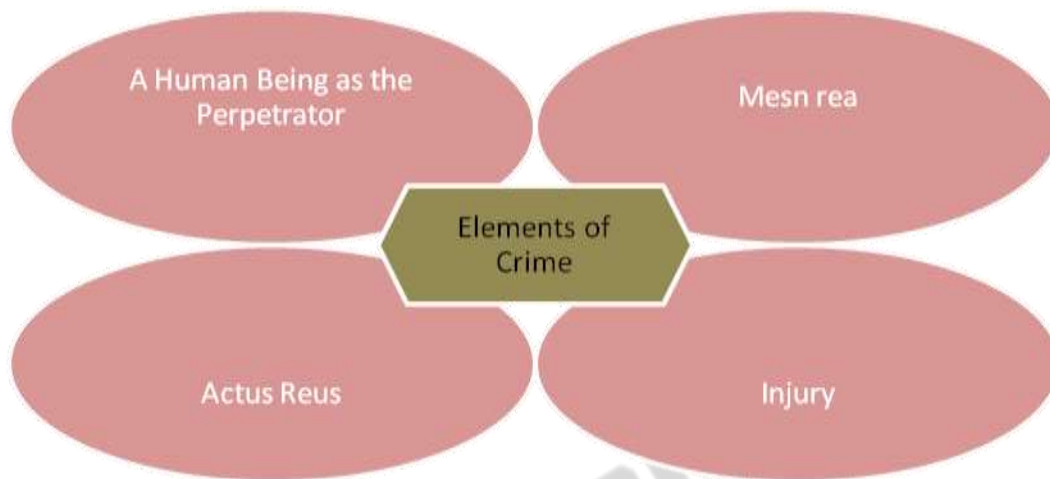 A Human Being as the
Perpetrator
Mesn rea
Elements of
Crime
Actus Reus
Injury